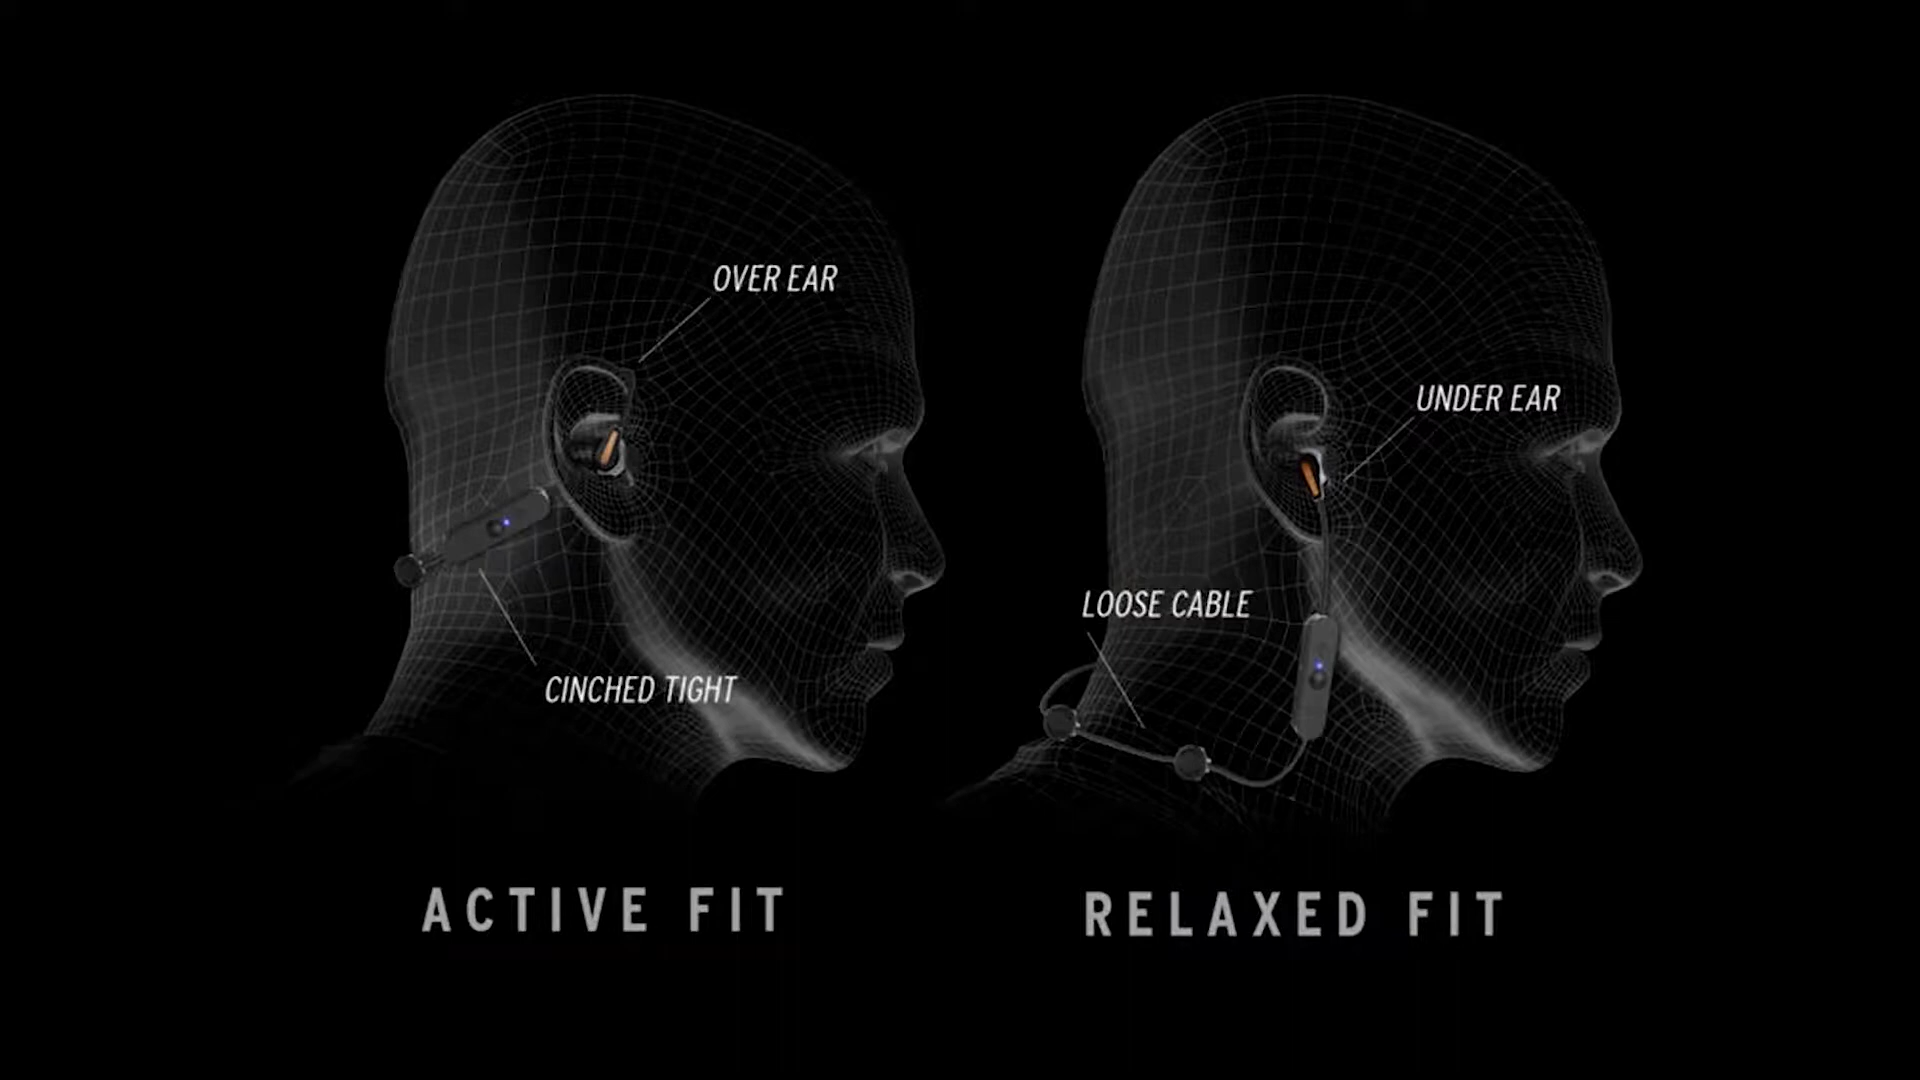 OVER EAR
CINCHED TIGHT
ACTIVE FIT
UNDER EAR
LOOSE CABLE
RELAXED FIT